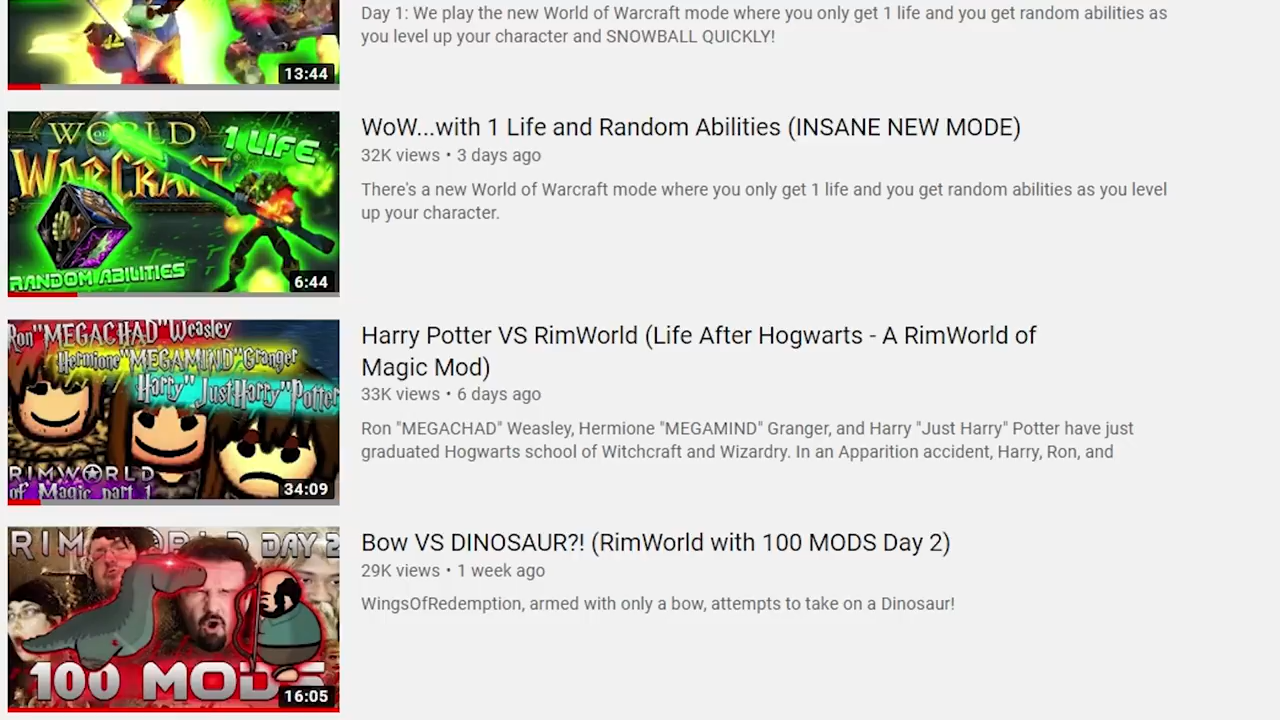 Day 1: We play the new World of Warcraft mode where you only get 1 life and you get random abilities as
you level up your character and SNOWBALL QUICKLY!
13:44
WORLD
OF
WARCRAFT
1 LIFE
RANDOM ABILITIES
6:44
WoW...with 1 Life and Random Abilities (INSANE NEW MODE)
32K views • 3 days ago
There's a new World of Warcraft mode where you only get 1 life and you get random abilities as you level
up your character.
Ron"MEGACHAD"Weasley
Hermione"MEGAMIND"Granger
Harry"JustHarry"Potter
RIMWORLD
of Magic part 1
34:09
Harry Potter VS RimWorld (Life After Hogwarts - A RimWorld of
Magic Mod)
33K views • 6 days ago
Ron "MEGACHAD" Weasley, Hermione "MEGAMIND" Granger, and Harry "Just Harry" Potter have just
graduated Hogwarts school of Witchcraft and Wizardry. In an Apparition accident, Harry, Ron, and
RIM ORLD DAY 2
100 MODS
16:05
Bow VS DINOSAUR?! (RimWorld with 100 MODS Day 2)
29K views • 1 week ago
WingsOfRedemption, armed with only a bow, attempts to take on a Dinosaur!